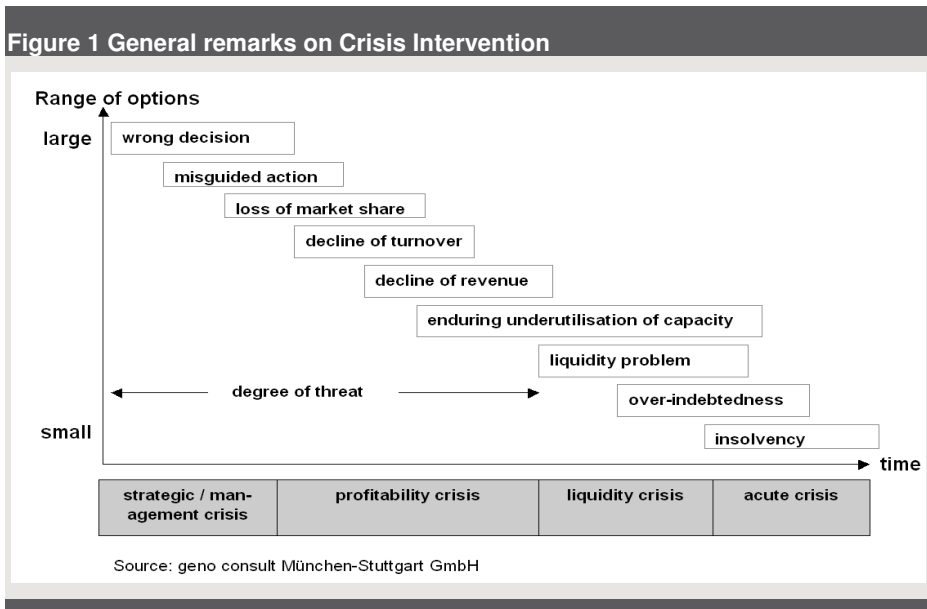 Figure 1 General remarks on Crisis Intervention
Range of options
large
wrong decision
misguided action
loss of market share
decline of turnover
decline of revenue
enduring underutilisation of capacity
liquidity problem
degree of threat
over-indebtedness
small
insolvency
time
strategic / man-
agement crisis
profitability crisis
liquidity crisis
acute crisis
Source: geno consult München-Stuttgart GmbH